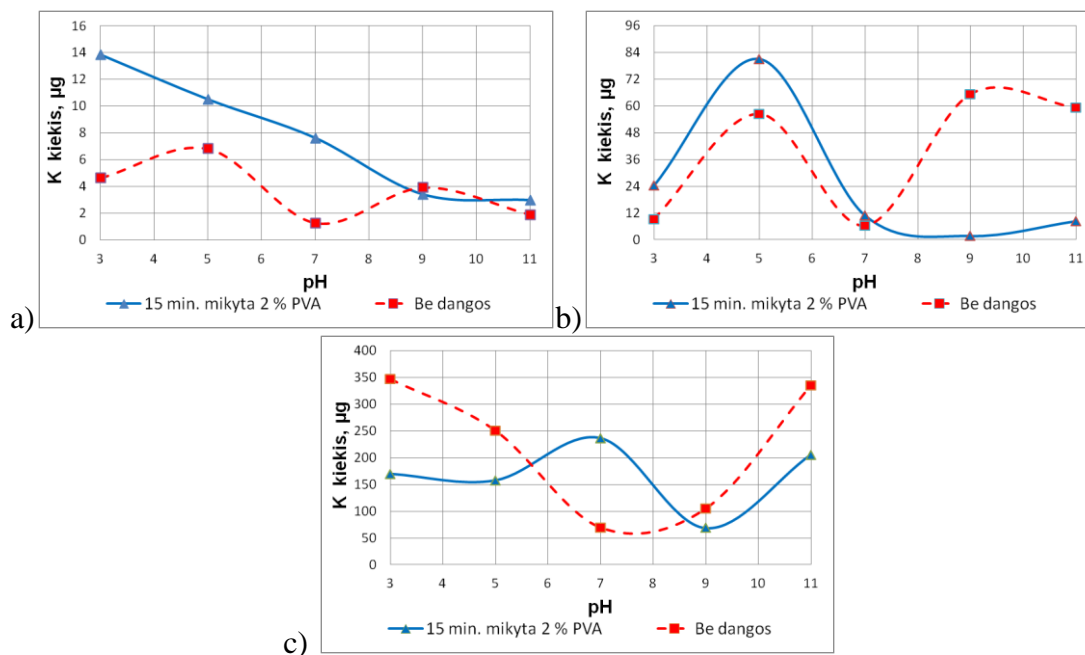 K kiekis, µg
16
14
12
10
8
6
4
2
0
3 4 5 6 7 8 9 10 11
pH
15 min. mikyta 2 % PVA Be dangos
a)
K kiekis, µg
96
84
72
60
48
36
24
12
0
3 4 5 6 7 8 9 10 11
pH
15 min. mikyta 2 % PVA Be dangos
b)
K kiekis, µg
400
350
300
250
200
150
100
50
0
3 4 5 6 7 8 9 10 11
pH
15 min. mikyta 2 % PVA Be dangos
c)